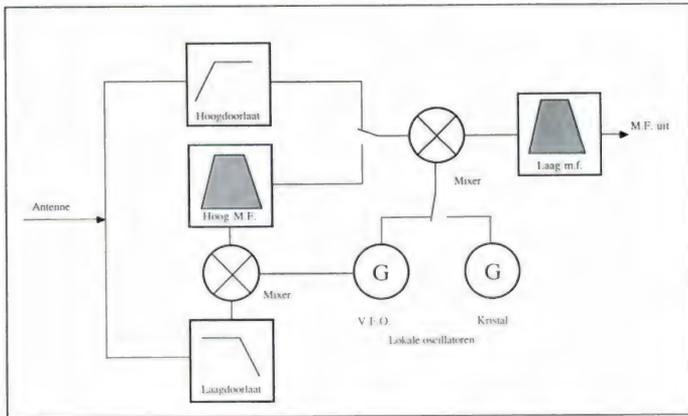 Hoogdoorlaat
M.F. uit
Laag m.f.
Mixer
Hoog M.F.
Antenne
G
G
Mixer
V.F.O.
Kristal
Lokale oscillatoren
Laagdoorlaat